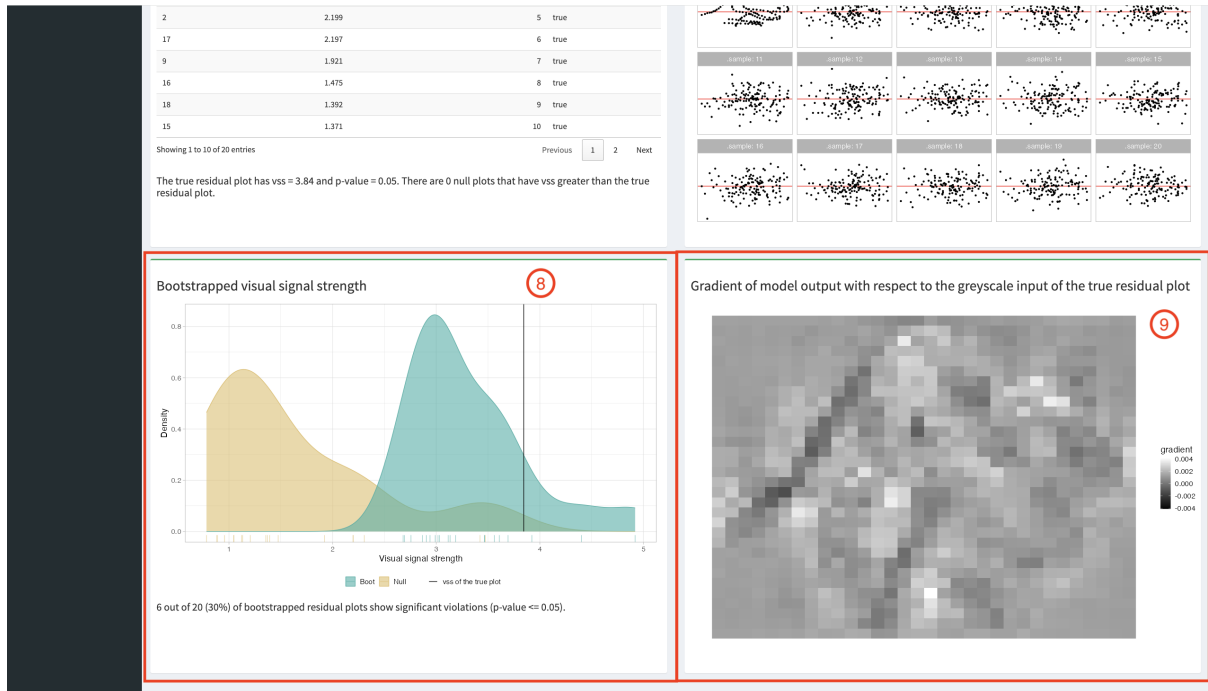 2 2.199 5 true
17 2.197 6 true
9 1.921 7 true
16 1.475 8 true
18 1.392 9 true
15 1.371 10 true
Showing 1 to 10 of 20 entries
Previous 1 2 Next
The true residual plot has vss = 3.84 and p-value = 0.05. There are 0 null plots that have vss greater than the true
residual plot.
.sample: 11 .sample: 12 .sample: 13 .sample: 14 .sample: 15
.sample: 16 .sample: 17 .sample: 18 .sample: 19 .sample: 20
Bootstrapped visual signal strength
8
0.8
0.6
0.4
0.2
0.0
Density
1 2 3 4 5
Visual signal strength
Boot Null vss of the true plot
6 out of 20 (30%) of bootstrapped residual plots show significant violations (p-value <= 0.05).
Gradient of model output with respect to the greyscale input of the true residual plot
9
gradient
0.004
0.002
0.000
-0.002
-0.004